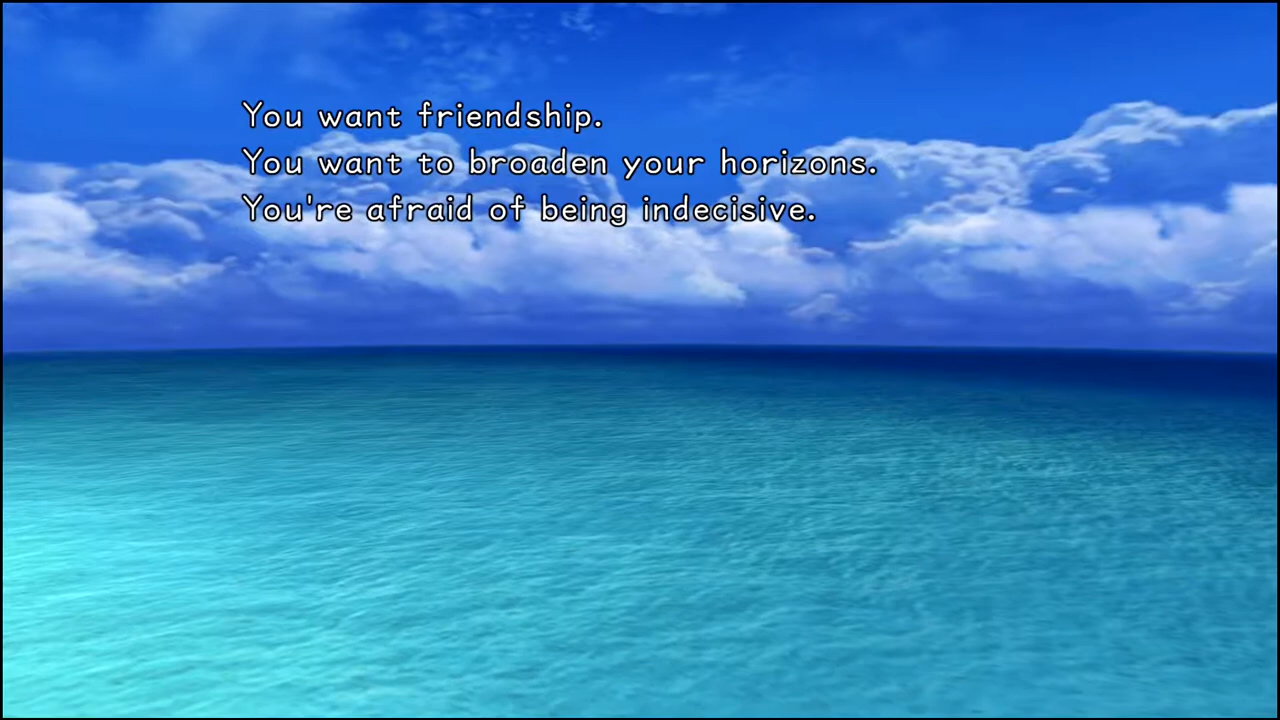 You want friendship.
You want to broaden your horizons.
You're afraid of being indecisive.